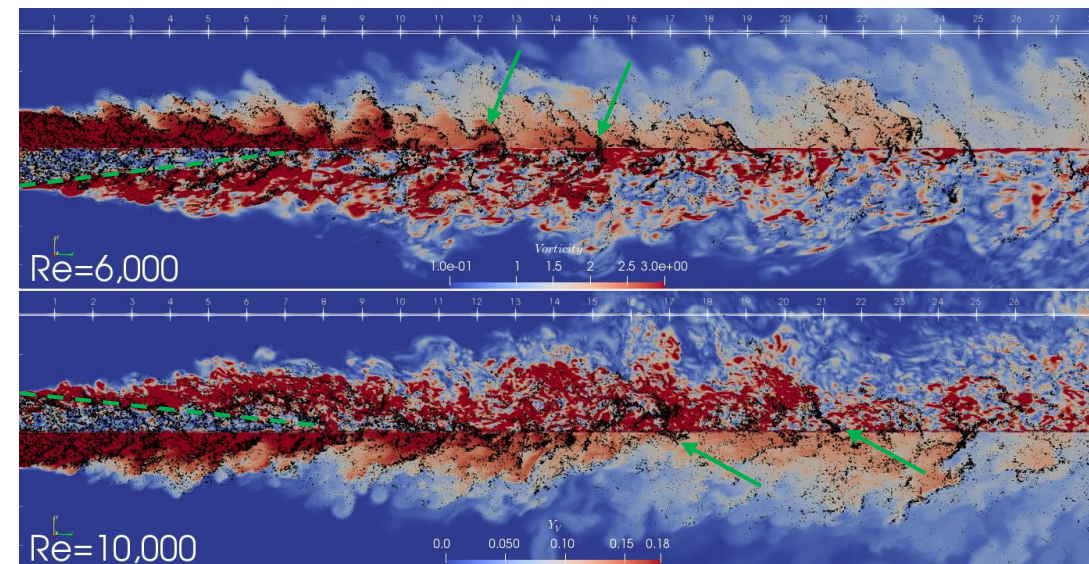 1 2 3 4 5 6 7 8 9 10 11 12 13 14 15 16 17 18 19 20 21 22 23 24 25 26 27
Vorticity
1.0e-01 1 1.5 2 2.5 3.0e+00
Re=6,000
1 2 3 4 5 6 7 8 9 10 11 12 13 14 15 16 17 18 19 20 21 22 23 24 25 26 27
Y_V
0.0 0.050 0.10 0.15 0.18
Re=10,000